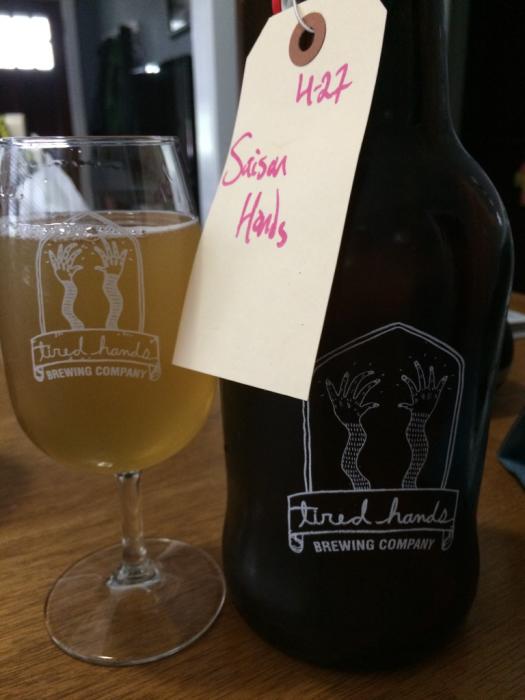 4-27
Saison
Hands
tired hands
BREWING COMPANY
tired hands
BREWING COMPANY